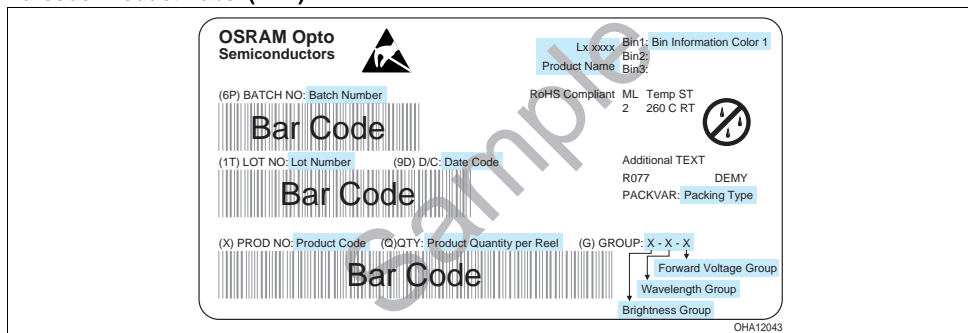 OSRAM Opto
Semiconductors
Lx xxxx
Product Name
Bin1: Bin Information Color 1
Bin2:
Bin3:
RoHS Compliant ML Temp ST
2 260 C RT
(6P) BATCH NO: Batch Number
Bar Code
(1T) LOT NO: Lot Number (9D) D/C: Date Code
Bar Code
Additional TEXT
R077 DEMY
PACKVAR: Packing Type
(X) PROD NO: Product Code (Q)QTY: Product Quantity per Reel (G) GROUP: X - X - X
Bar Code
Forward Voltage Group
Wavelength Group
Brightness Group
Sample
OHA12043